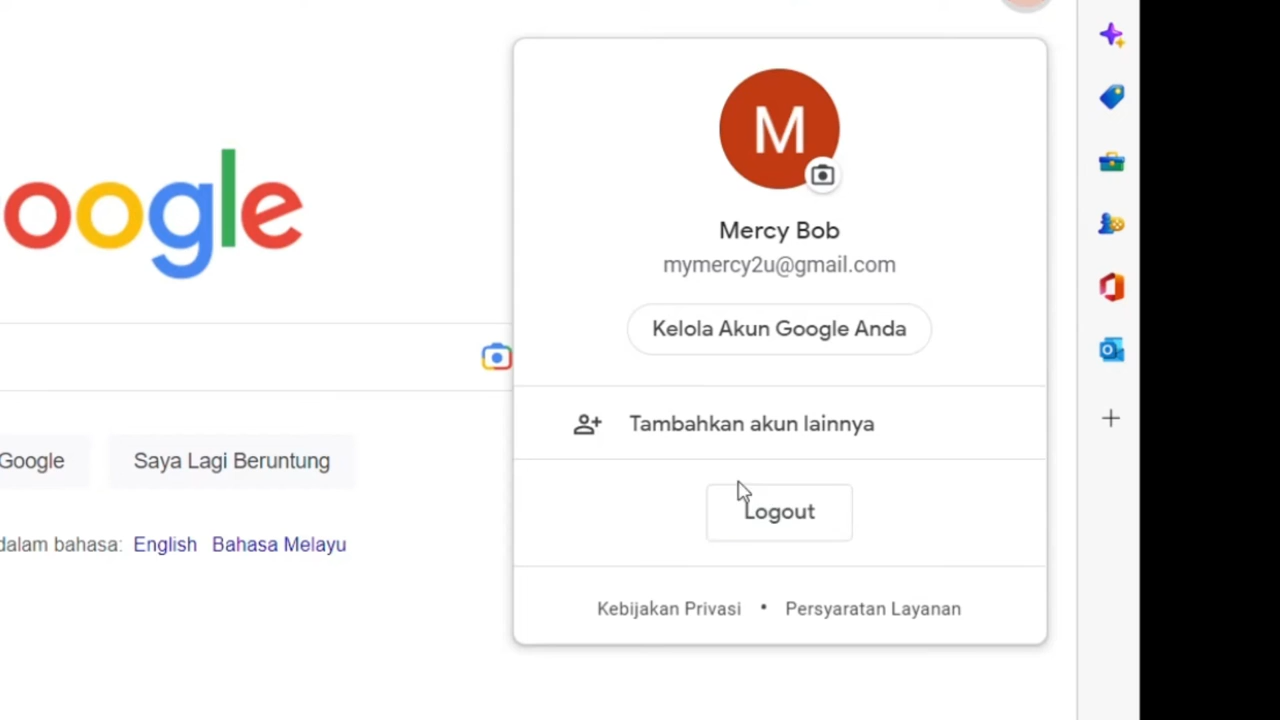 oogle
M
Mercy Bob
mymercy2u@gmail.com
Kelola Akun Google Anda
Tambahkan akun lainnya
Google
Saya Lagi Beruntung
Logout
dalam bahasa: English Bahasa Melayu
Kebijakan Privasi • Persyaratan Layanan